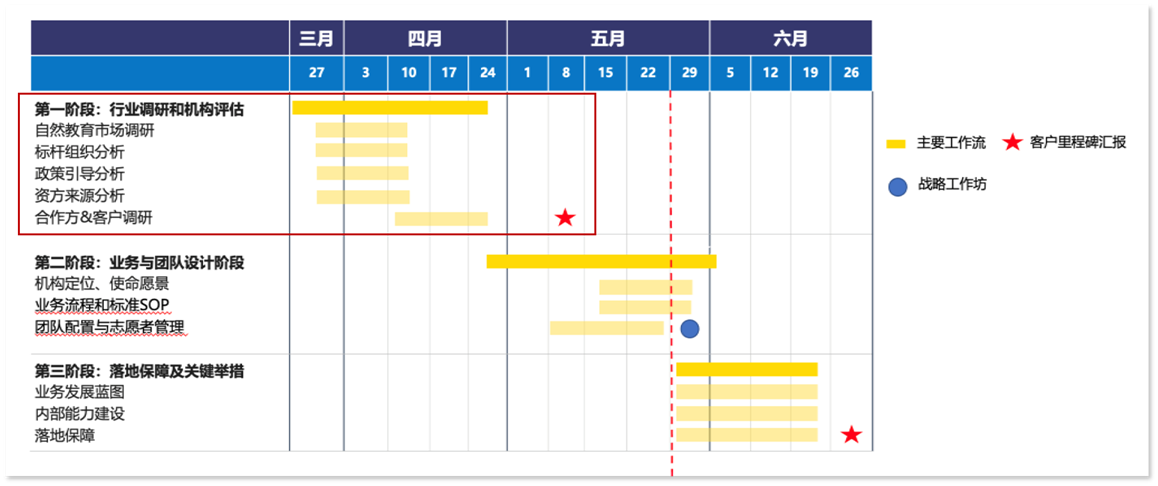 三月 四月 五月 六月
27 3 10 17 24 1 8 15 22 29 5 12 19 26
第一阶段：行业调研和机构评估
自然教育市场调研
标杆组织分析
政策引导分析
资方来源分析
合作方&客户调研
第二阶段：业务与团队设计阶段
机构定位、使命愿景
业务流程和标准SOP
团队配置与志愿者管理
第三阶段：落地保障及关键举措
业务发展蓝图
内部能力建设
落地保障
主要工作流 客户里程碑汇报
战略工作坊